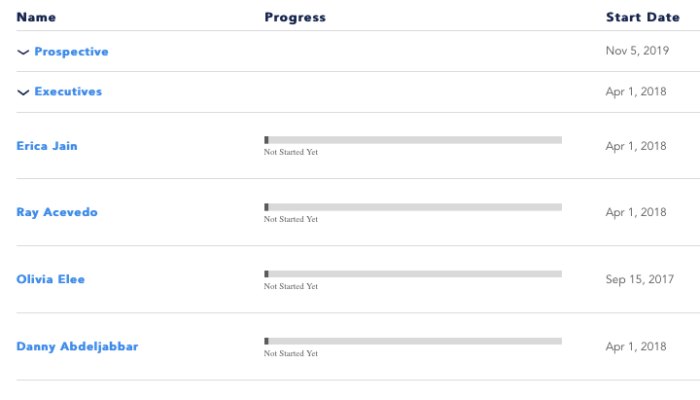 Name Progress Start Date
Prospective Nov 5, 2019
Executives Apr 1, 2018
Erica Jain Not Started Yet Apr 1, 2018
Ray Acevedo Not Started Yet Apr 1, 2018
Olivia Elee Not Started Yet Sep 15, 2017
Danny Abdeljabbar Not Started Yet Apr 1, 2018